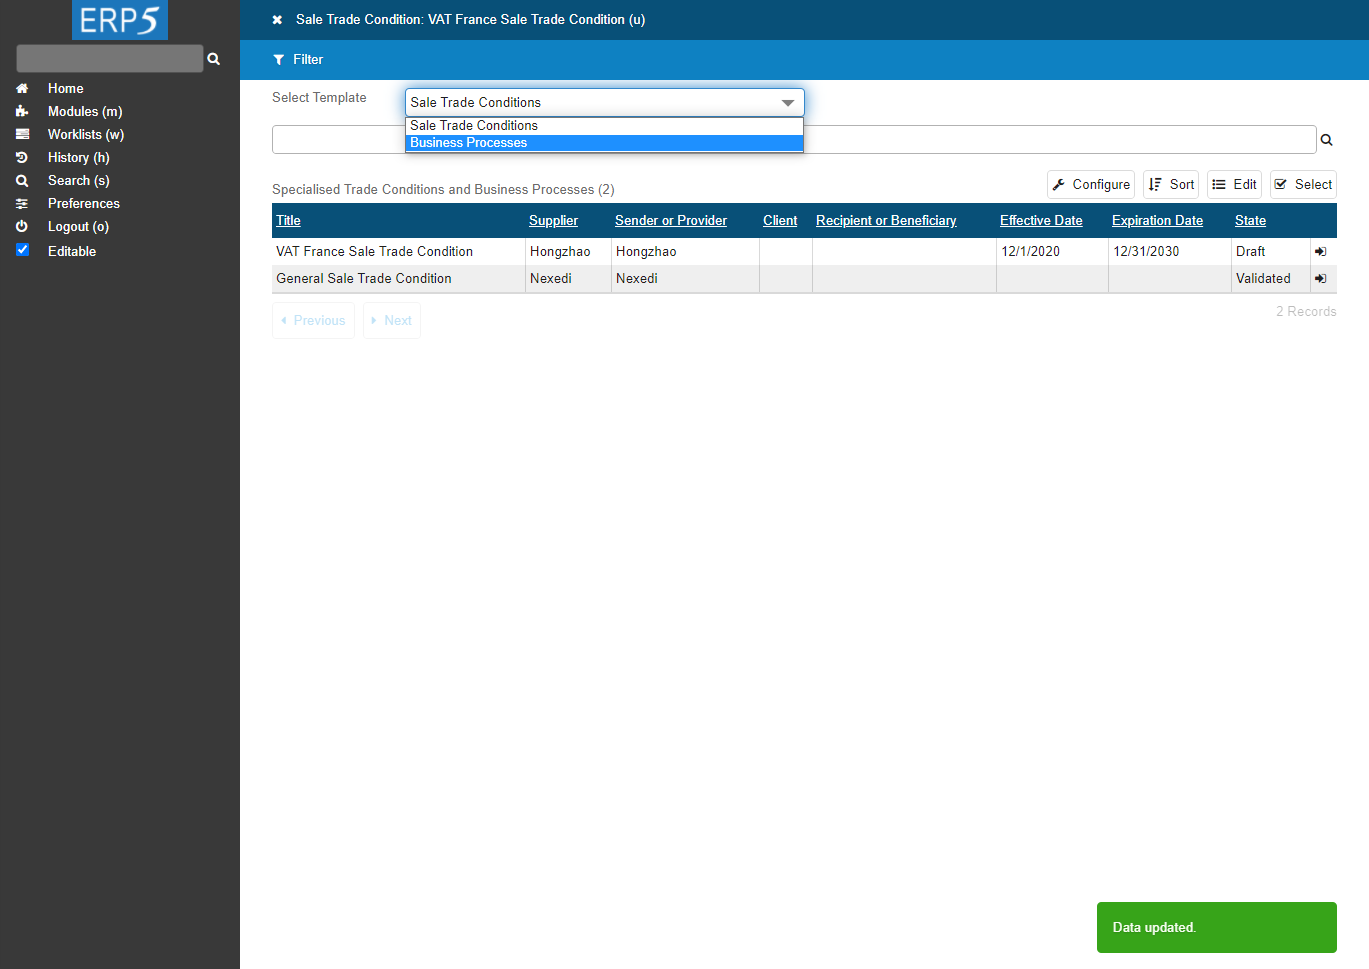 ERP5
Home
Modules (m)
Worklists (w)
History (h)
Search (s)
Preferences
Logout (o)
Editable
Sale Trade Condition: VAT France Sale Trade Condition (u)
Filter
Select Template
Sale Trade Conditions
Sale Trade Conditions
Business Processes
Specialised Trade Conditions and Business Processes (2)
Configure Sort Edit Select
Title Supplier Sender or Provider Client Recipient or Beneficiary Effective Date Expiration Date State
VAT France Sale Trade Condition Hongzhao Hongzhao 12/1/2020 12/31/2030 Draft
General Sale Trade Condition Nexedi Nexedi Validated
Previous Next
2 Records
Data updated.